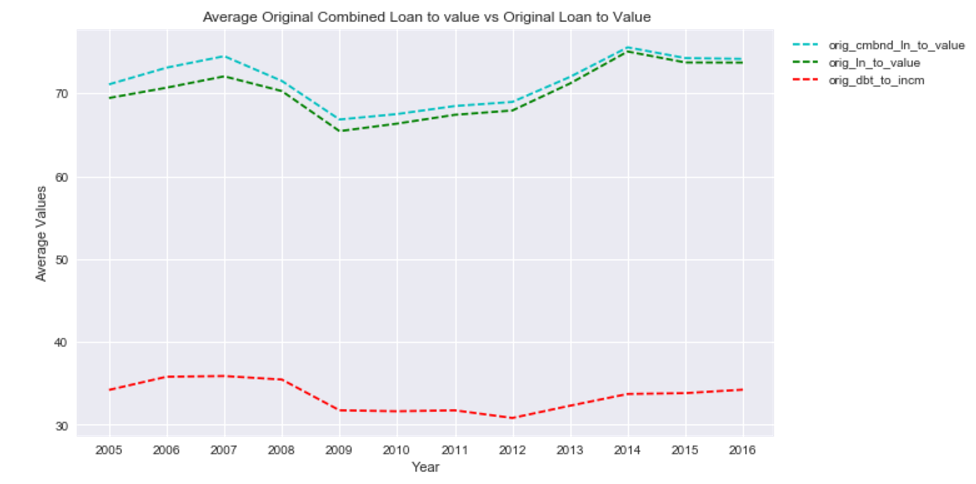 Average Original Combined Loan to value vs Original Loan to Value
orig_cmbnd_ln_to_value
orig_ln_to_value
orig_dbt_to_incm
Average Values
70
60
50
40
30
2005 2006 2007 2008 2009 2010 2011 2012 2013 2014 2015 2016
Year